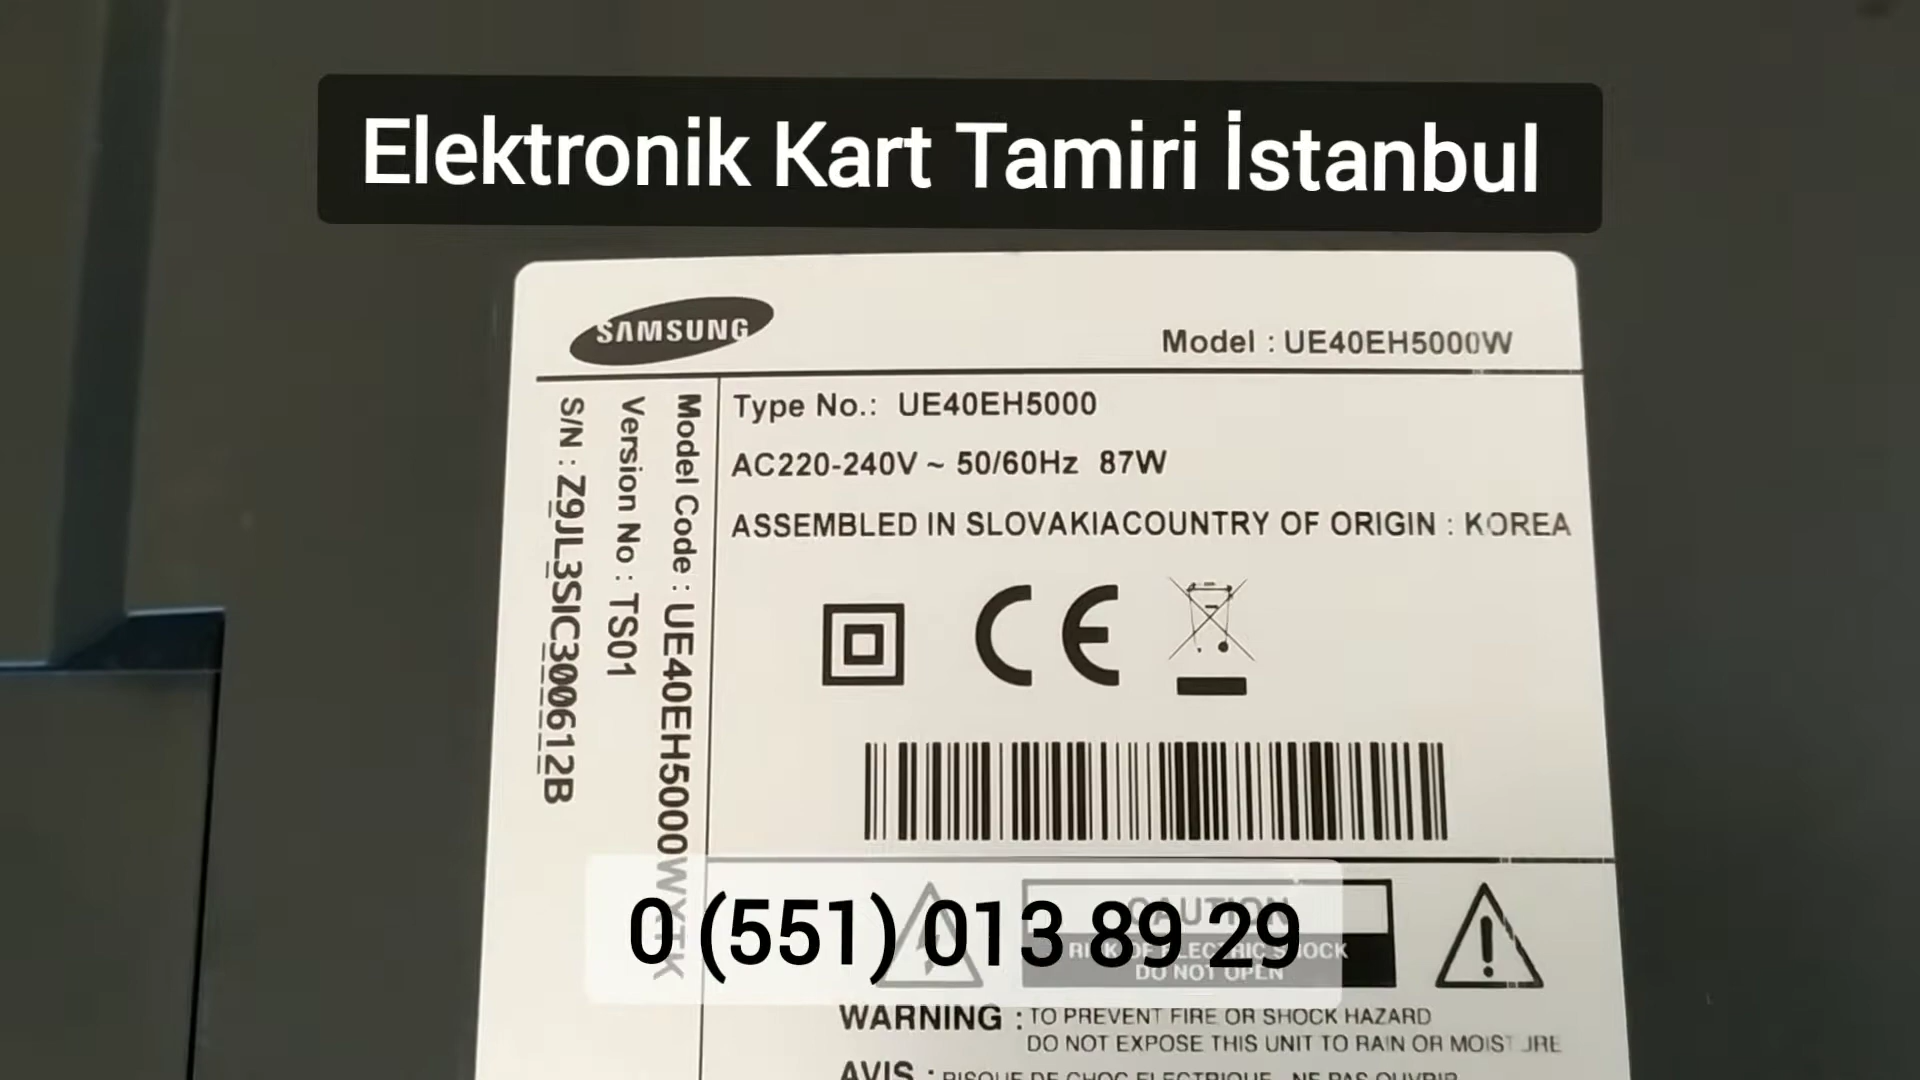 Elektronik Kart Tamiri İstanbul
SAMSUNG
Model : UE40EH5000W
Type No.: UE40EH5000
AC220-240V ~ 50/60Hz 87W
ASSEMBLED IN SLOVAKIACOUNTRY OF ORIGIN : KOREA
Model Code : UE40EH5000WXTK
Version No : TS01
S/N : Z9JL3SIC300612B
CE
0 (551) 013 89 29
CAUTION
RISK OF ELECTRIC SHOCK
DO NOT OPEN
WARNING : TO PREVENT FIRE OR SHOCK HAZARD
DO NOT EXPOSE THIS UNIT TO RAIN OR MOISTURE
AVIS : RISQUE DE CHOC ELECTRIQUE . NE PAS OUVRIR